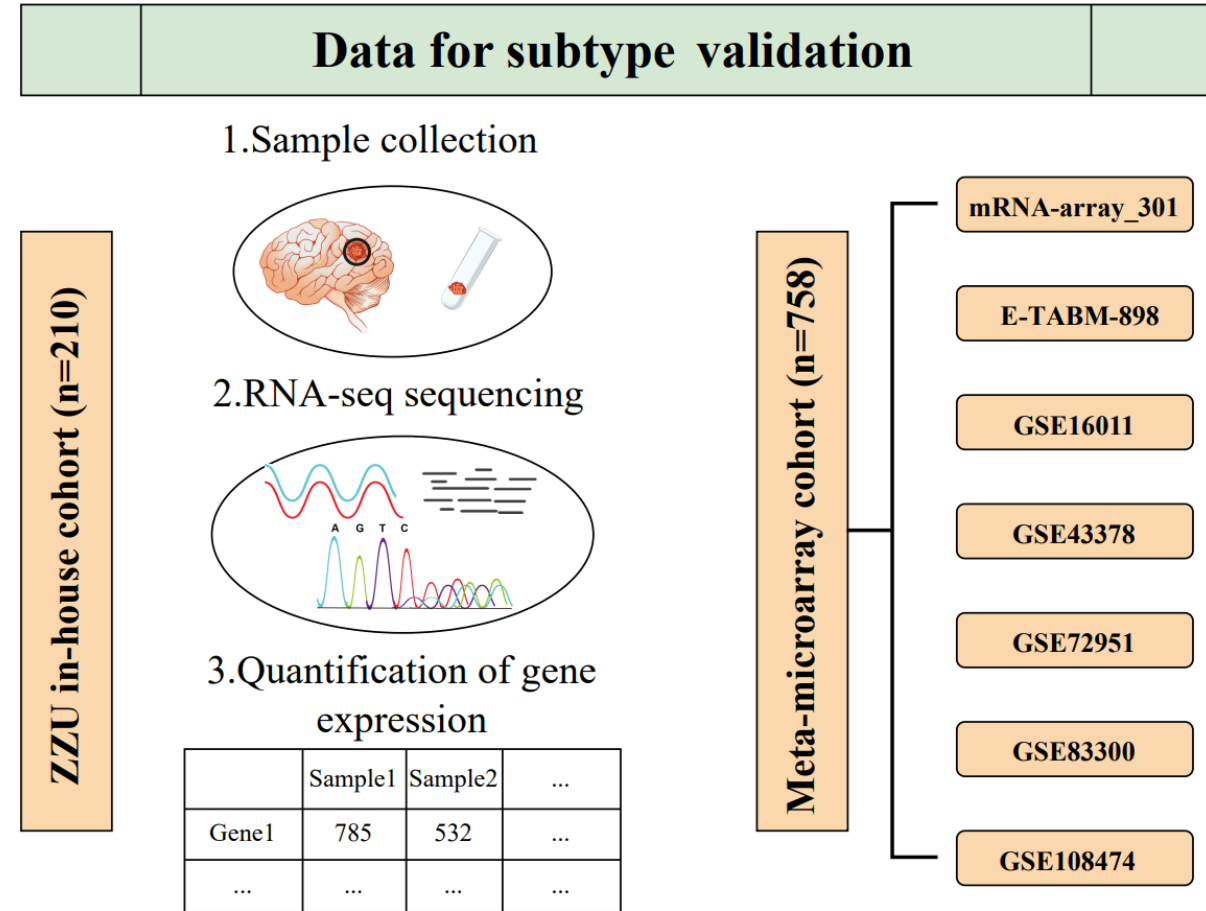 Data for subtype validation
ZZU in-house cohort (n=210)
1.Sample collection
2.RNA-seq sequencing
A G T C
3.Quantification of gene
expression
Sample1 Sample2 ...
Gene1 785 532 ...
... ... ... ...
Meta-microarray cohort (n=758)
mRNA-array_301
E-TABM-898
GSE16011
GSE43378
GSE72951
GSE83300
GSE108474